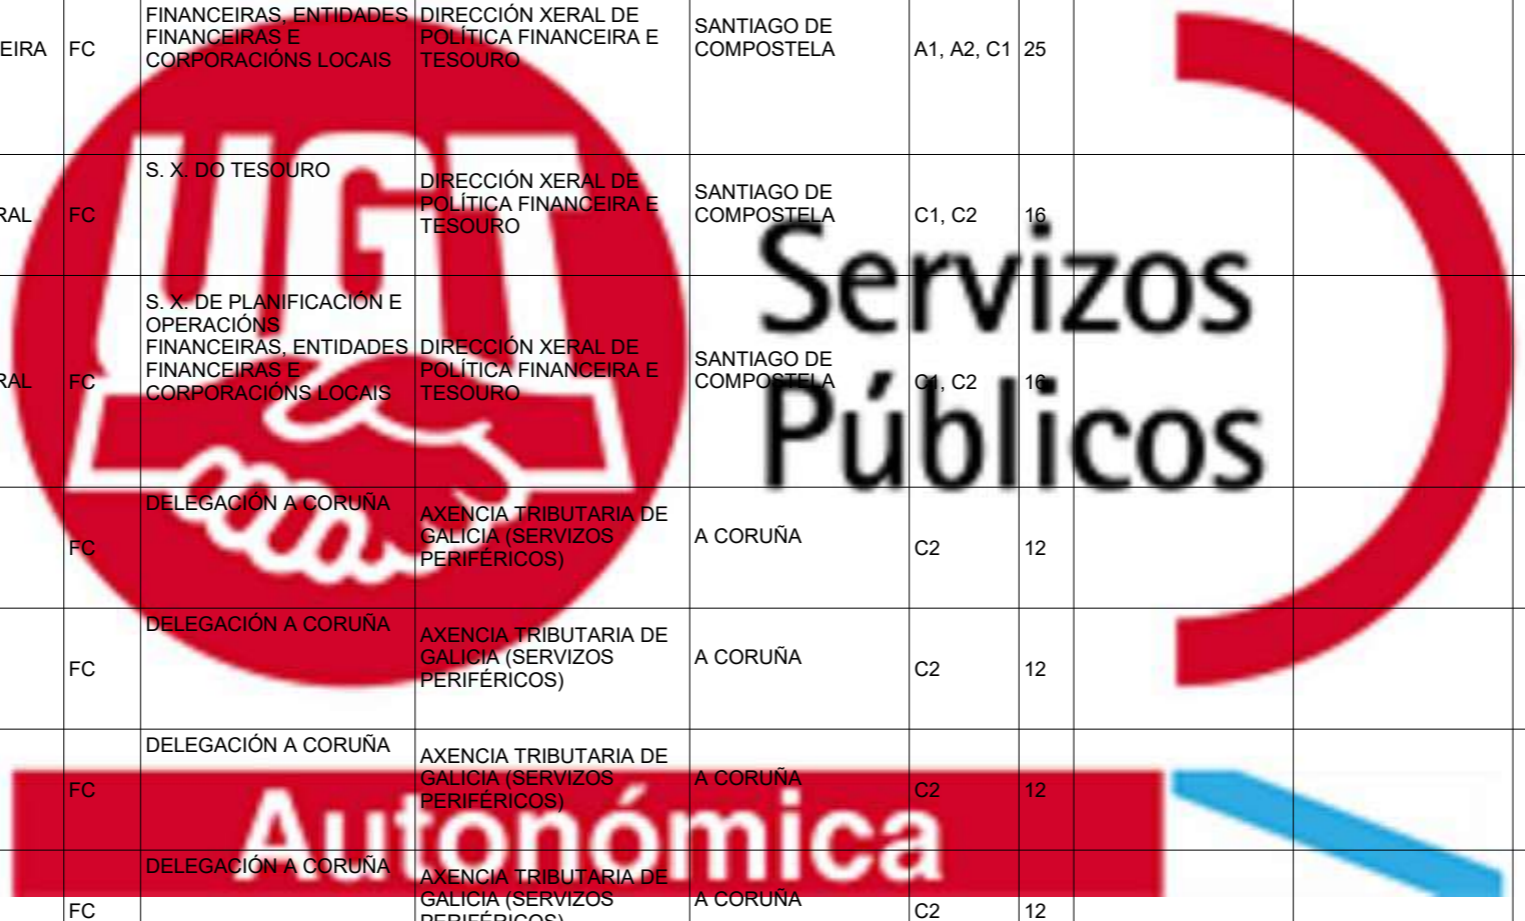 FINANCEIRAS, ENTIDADES
FINANCEIRAS E
CORPORACIÓNS LOCAIS
DIRECCIÓN XERAL DE
POLÍTICA FINANCEIRA E
TESOURO
SANTIAGO DE
COMPOSTELA
EIRA FC A1, A2, C1 25
S. X. DO TESOURO
DIRECCIÓN XERAL DE
POLÍTICA FINANCEIRA E
TESOURO
SANTIAGO DE
COMPOSTELA
RAL FC C1, C2 16
S. X. DE PLANIFICACIÓN E
OPERACIÓNS
FINANCEIRAS, ENTIDADES
FINANCEIRAS E
CORPORACIÓNS LOCAIS
DIRECCIÓN XERAL DE
POLÍTICA FINANCEIRA E
TESOURO
SANTIAGO DE
COMPOSTELA
RAL FC C1, C2 16
DELEGACIÓN A CORUÑA
AXENCIA TRIBUTARIA DE
GALICIA (SERVIZOS
PERIFÉRICOS)
FC A CORUÑA C2 12
DELEGACIÓN A CORUÑA
AXENCIA TRIBUTARIA DE
GALICIA (SERVIZOS
PERIFÉRICOS)
FC A CORUÑA C2 12
DELEGACIÓN A CORUÑA
AXENCIA TRIBUTARIA DE
GALICIA (SERVIZOS
PERIFÉRICOS)
FC A CORUÑA C2 12
DELEGACIÓN A CORUÑA
AXENCIA TRIBUTARIA DE
GALICIA (SERVIZOS
PERIFÉRICOS)
FC A CORUÑA C2 12
UGT
Servizos
Públicos
Autonómica